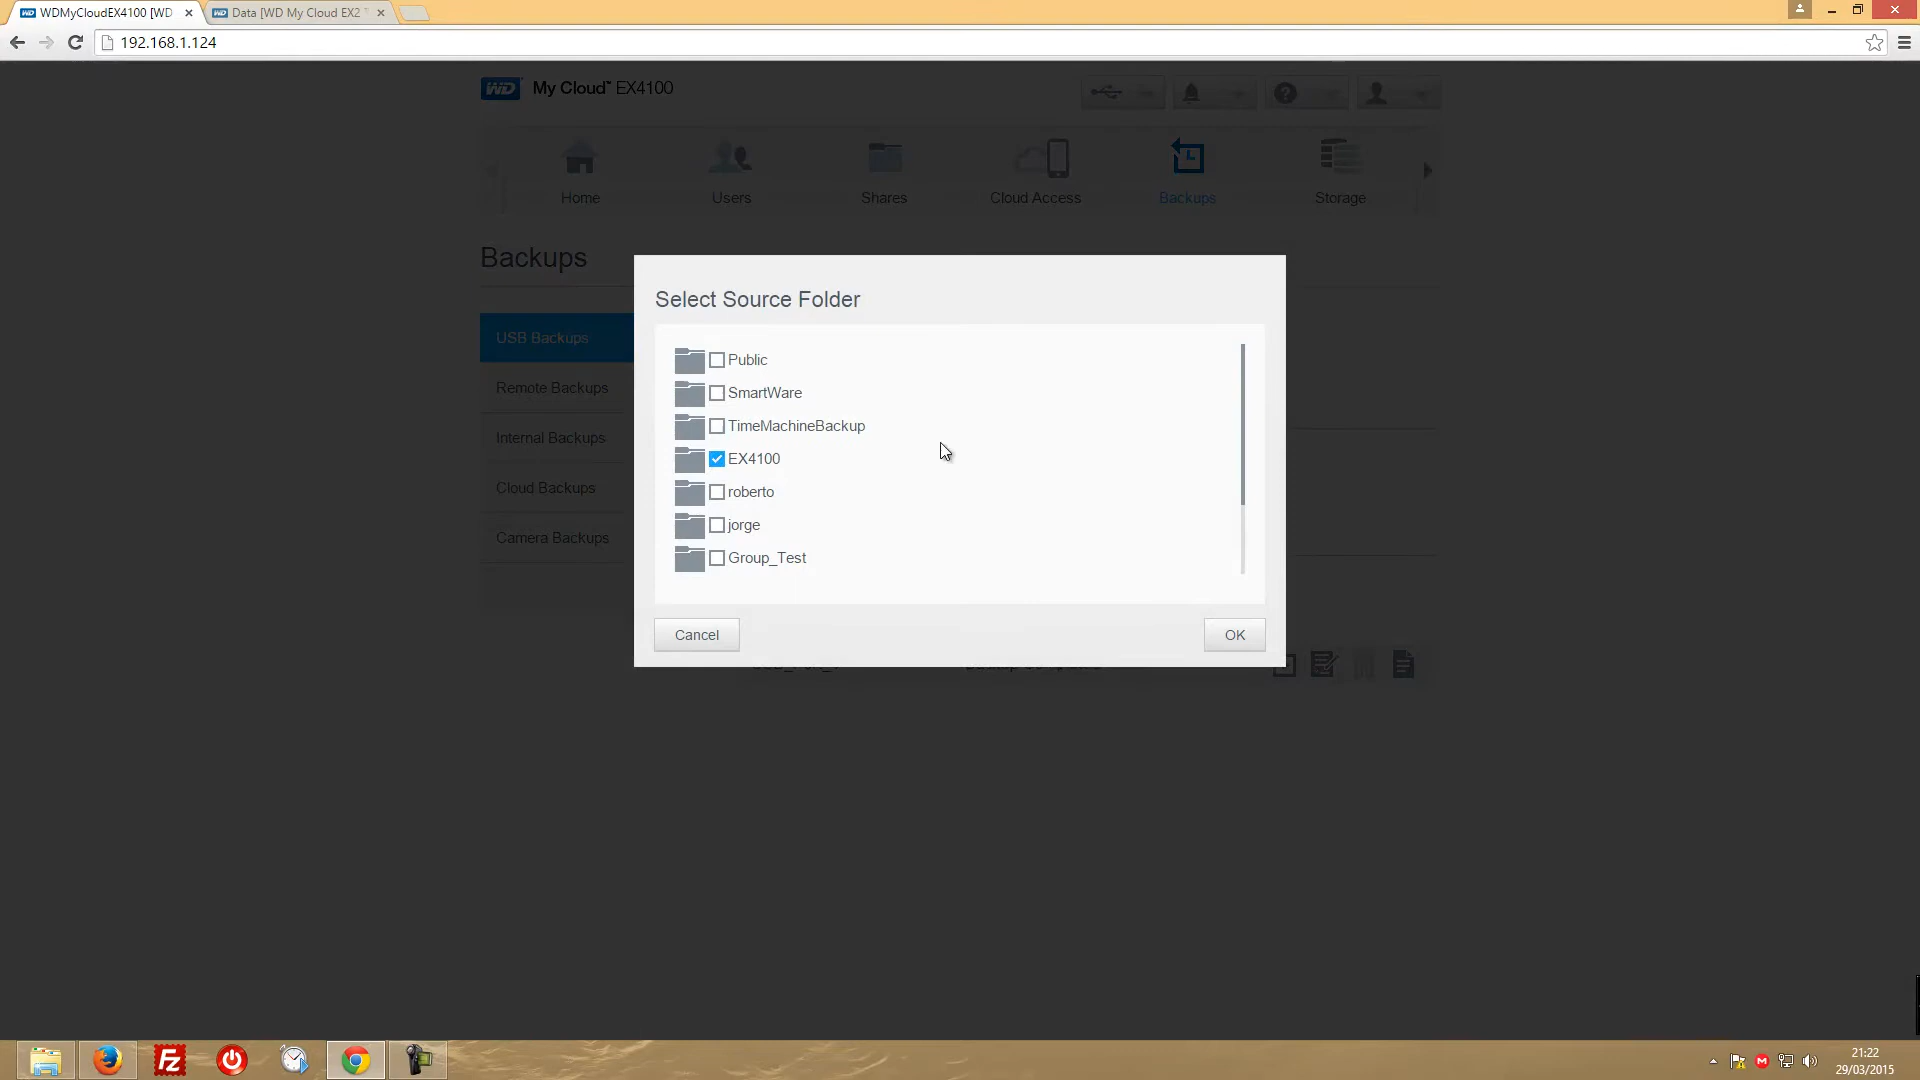 WDMyCloudEX4100 [WD
Data [WD My Cloud EX2
192.168.1.124
WD My Cloud™ EX4100
Home
Users
Shares
Cloud Access
Backups
Storage
Backups
USB Backups
Remote Backups
Internal Backups
Cloud Backups
Camera Backups
Select Source Folder
Public
SmartWare
TimeMachineBackup
EX4100
roberto
jorge
Group_Test
Cancel
OK
21:22
29/03/2015